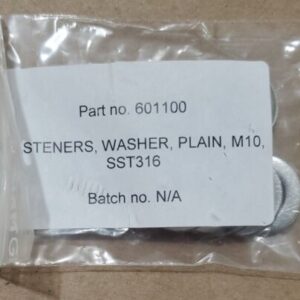 Part no. 601100
STENERS, WASHER, PLAIN, M10,
SST316
Batch no. N/A